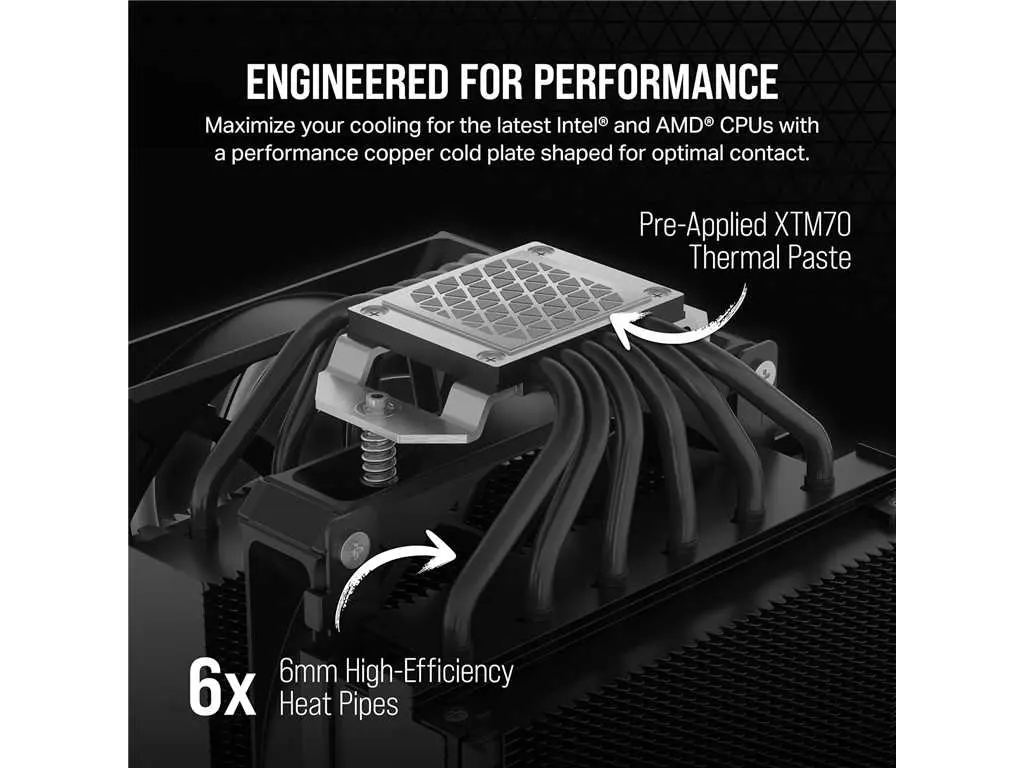 ENGINEERED FOR PERFORMANCE
Maximize your cooling for the latest Intel® and AMD® CPUs with
a performance copper cold plate shaped for optimal contact.
Pre-Applied XTM70
Thermal Paste
6x
6mm High-Efficiency
Heat Pipes